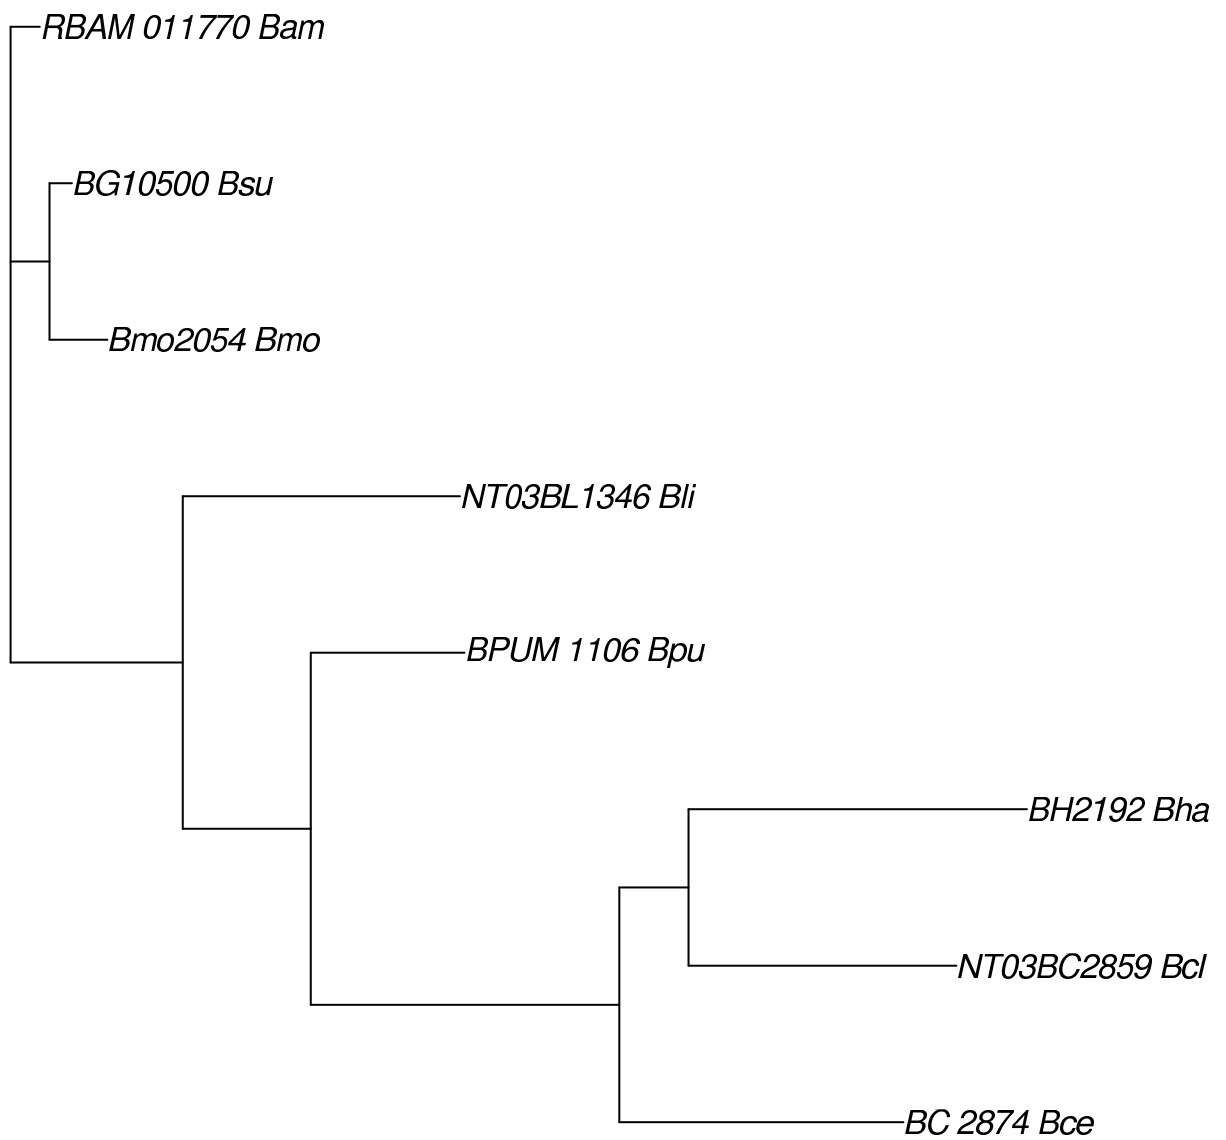 RBAM 011770 Bam
BG10500 Bsu
Bmo2054 Bmo
NT03BL1346 Bli
BPUM 1106 Bpu
BH2192 Bha
NT03BC2859 Bcl
BC 2874 Bce